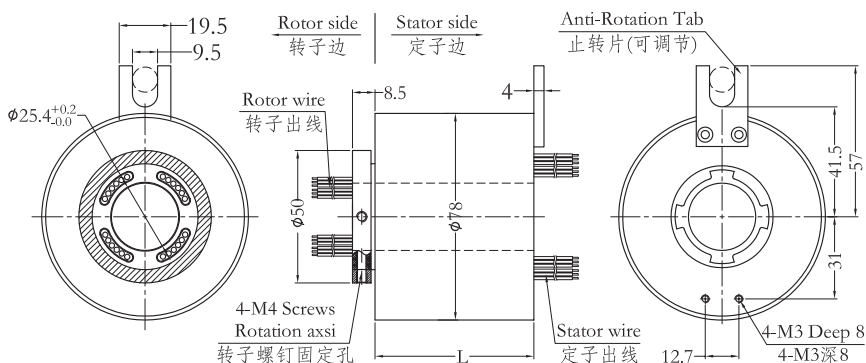 19.5
9.5
Rotor side
转子边
Stator side
定子边
Anti-Rotation Tab
止转片(可调节)
8.5
4
Rotor wire
转子出线
ϕ25.4+0.2 -0.0
41.5
57
ϕ50
ϕ78
31
4-M4 Screws
Rotation axsi
转子螺钉固定孔
L
Stator wire
定子出线
12.7
4-M3 Deep 8
4-M3深8